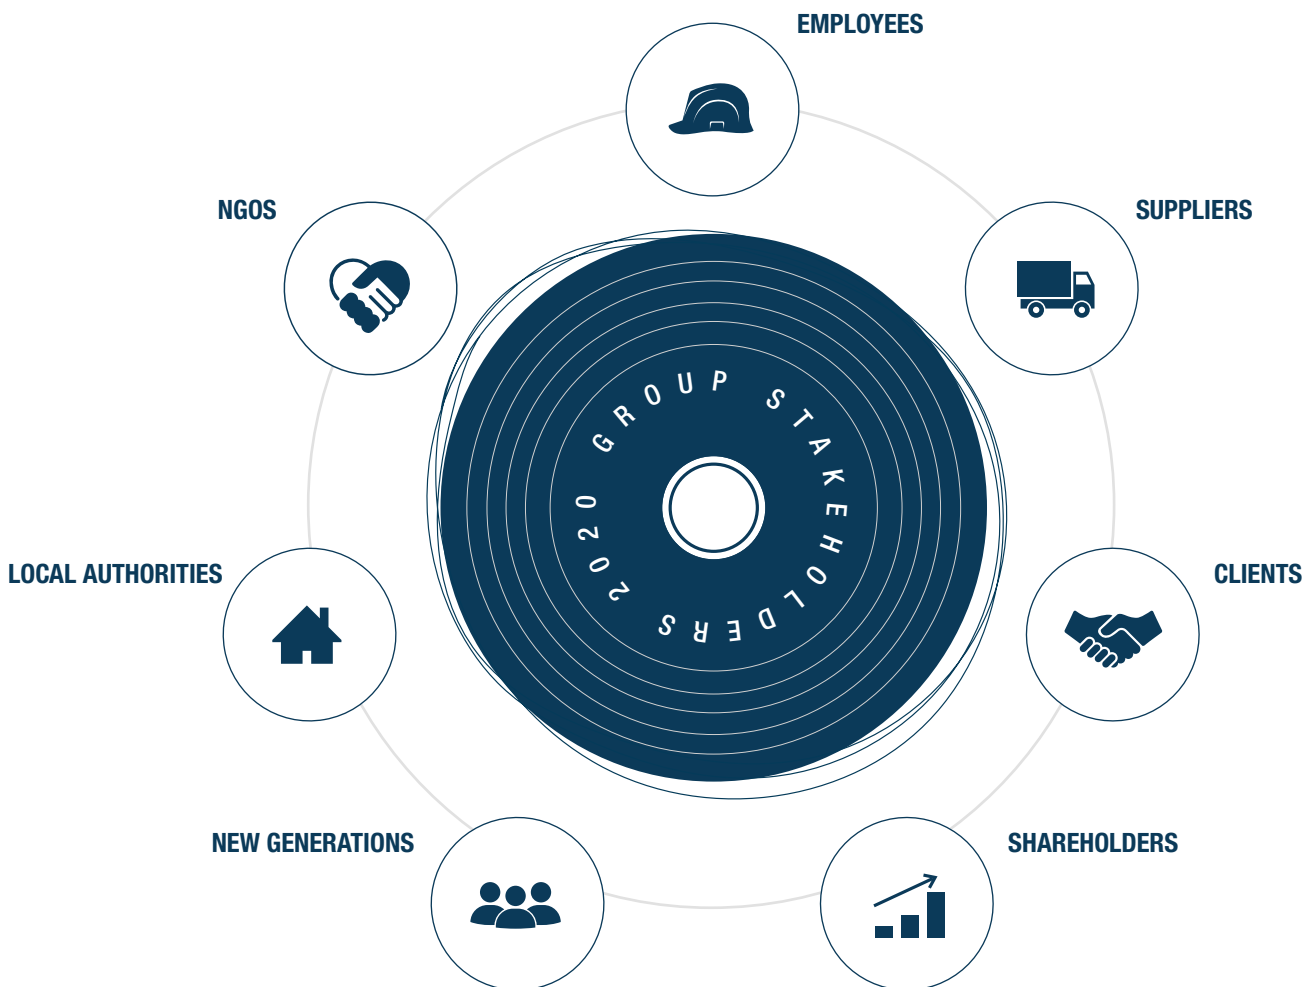 EMPLOYEES
SUPPLIERS
CLIENTS
SHAREHOLDERS
NEW GENERATIONS
LOCAL AUTHORITIES
NGOS
2020 GROUP STAKEHOLDERS